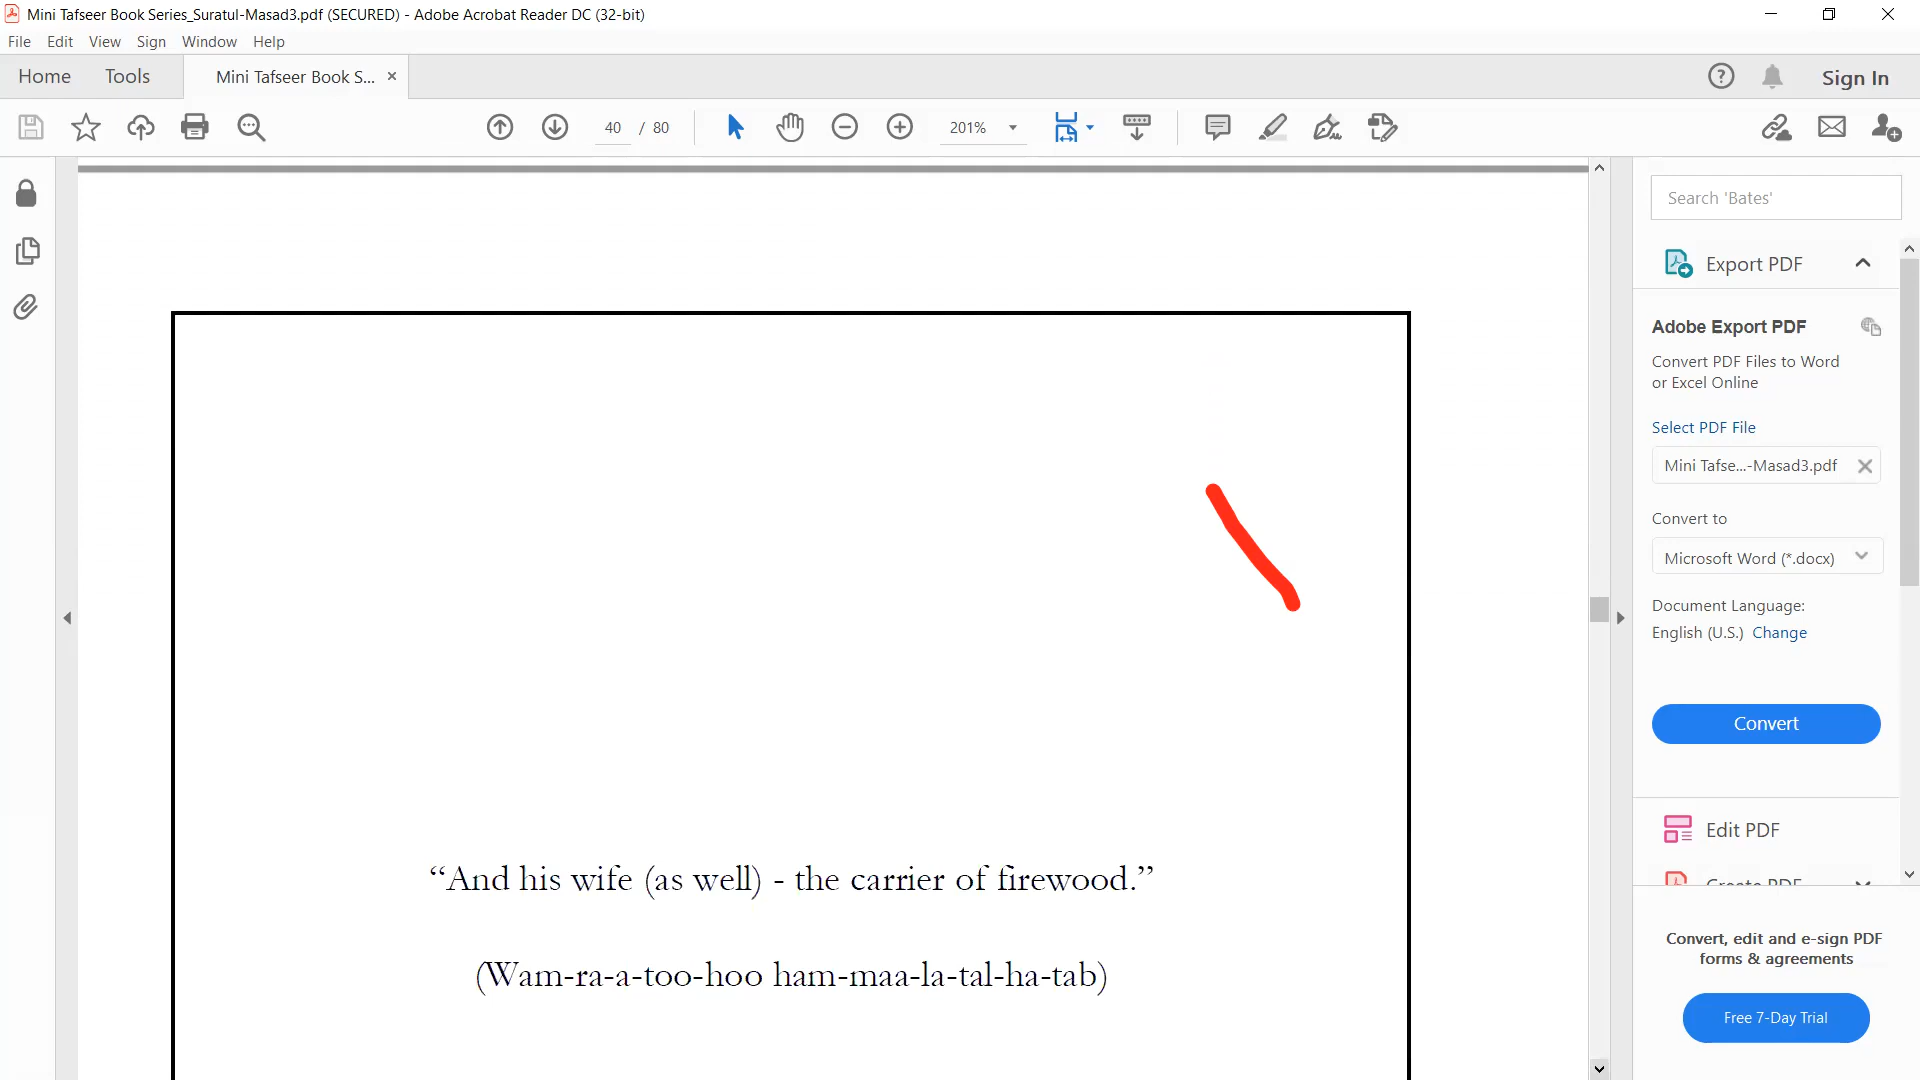 Mini Tafseer Book Series_Suratul-Masad3.pdf (SECURED) - Adobe Acrobat Reader DC (32-bit)
File Edit View Sign Window Help
Home Tools Mini Tafseer Book S... Sign In
40 / 80 201%
Search 'Bates'
Export PDF
Adobe Export PDF
Convert PDF Files to Word
or Excel Online
Select PDF File
Mini Tafse...-Masad3.pdf
Convert to
Microsoft Word (*.docx)
Document Language:
English (U.S.) Change
Convert
Edit PDF
Create PDF
Convert, edit and e-sign PDF
forms & agreements
Free 7-Day Trial
“And his wife (as well) - the carrier of firewood.”
(Wam-ra-a-too-hoo ham-maa-la-tal-ha-tab)